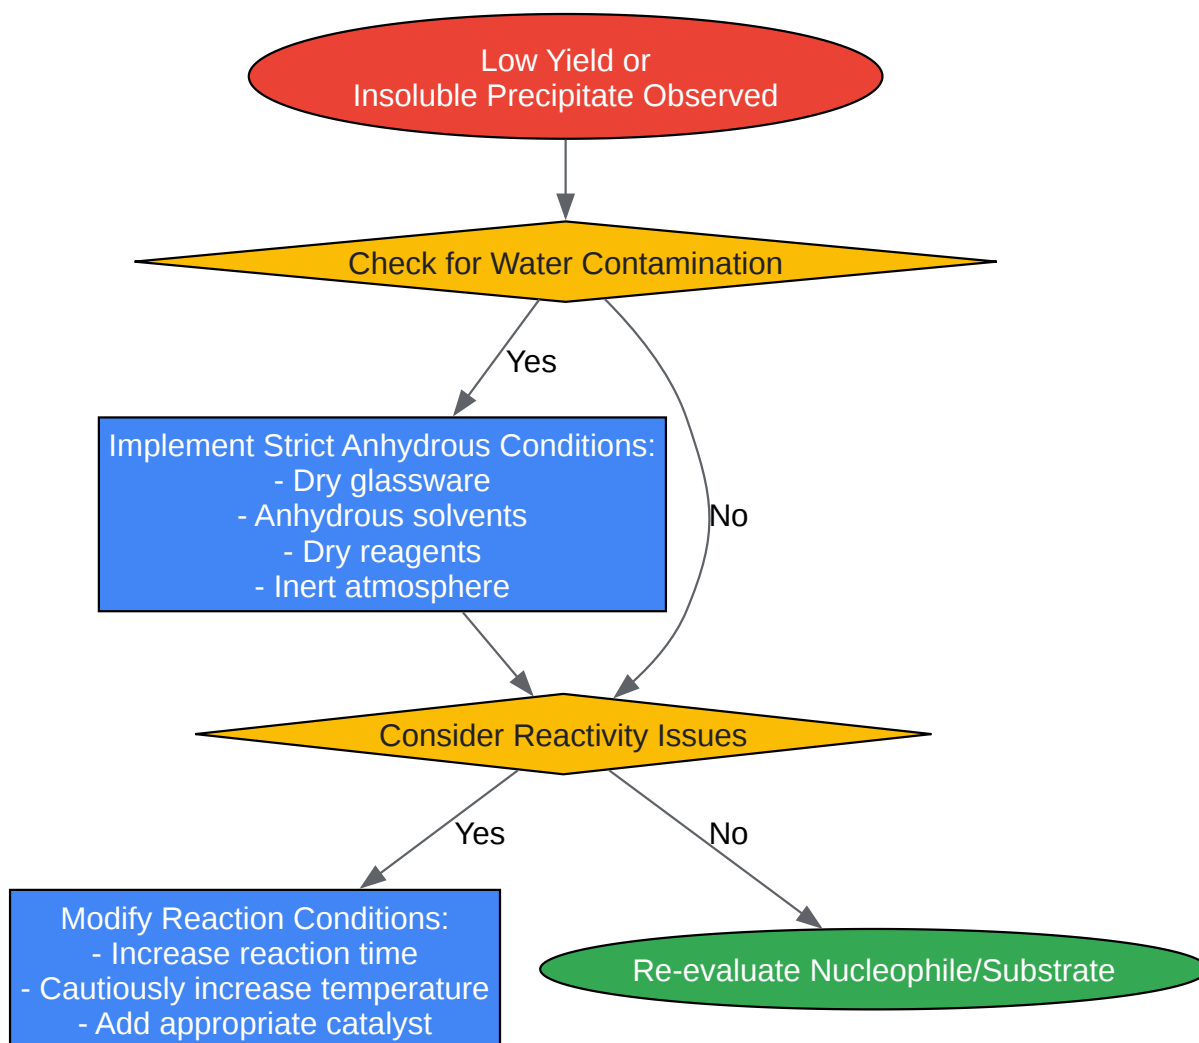 Low Yield or
Insoluble Precipitate Observed
Check for Water Contamination
Yes
Implement Strict Anhydrous Conditions:
- Dry glassware
- Anhydrous solvents
- Dry reagents
- Inert atmosphere
No
Consider Reactivity Issues
Yes
No
Modify Reaction Conditions:
- Increase reaction time
- Cautiously increase temperature
- Add appropriate catalyst
Re-evaluate Nucleophile/Substrate